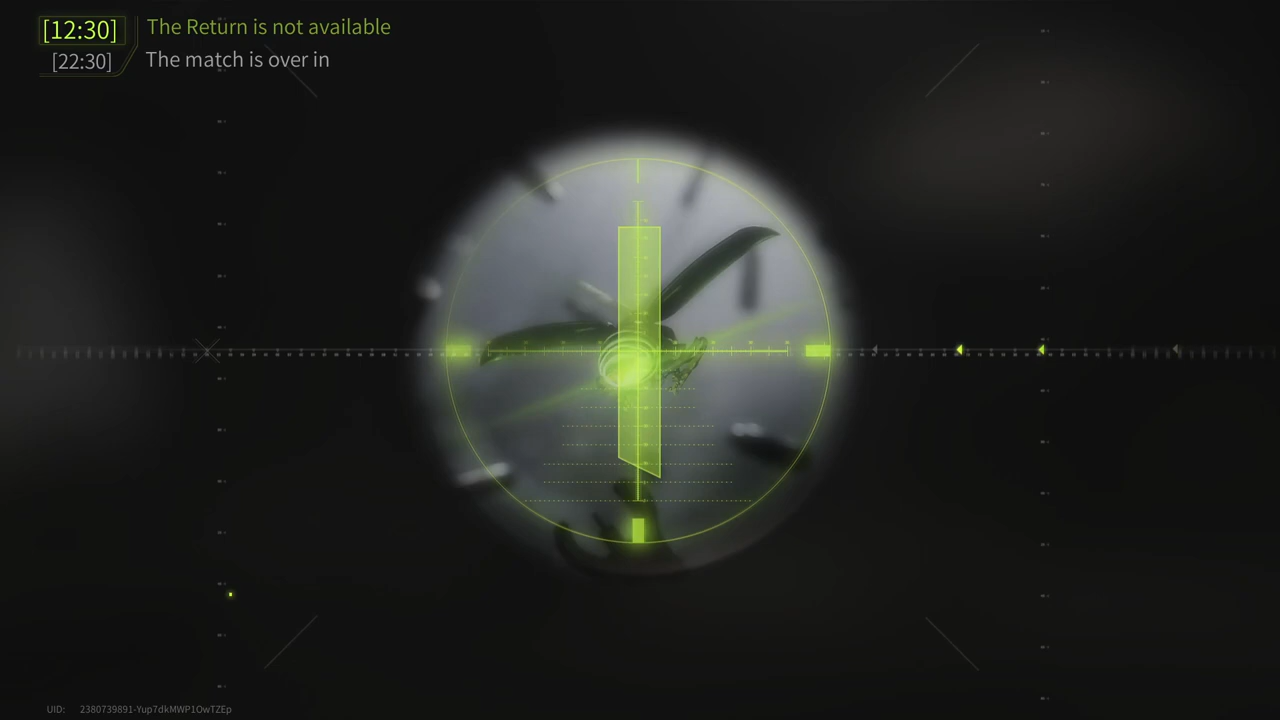 [12:30] The Return is not available
[22:30] The match is over in
UID: 2380739891-Yup7dkMWP1OwTZEp